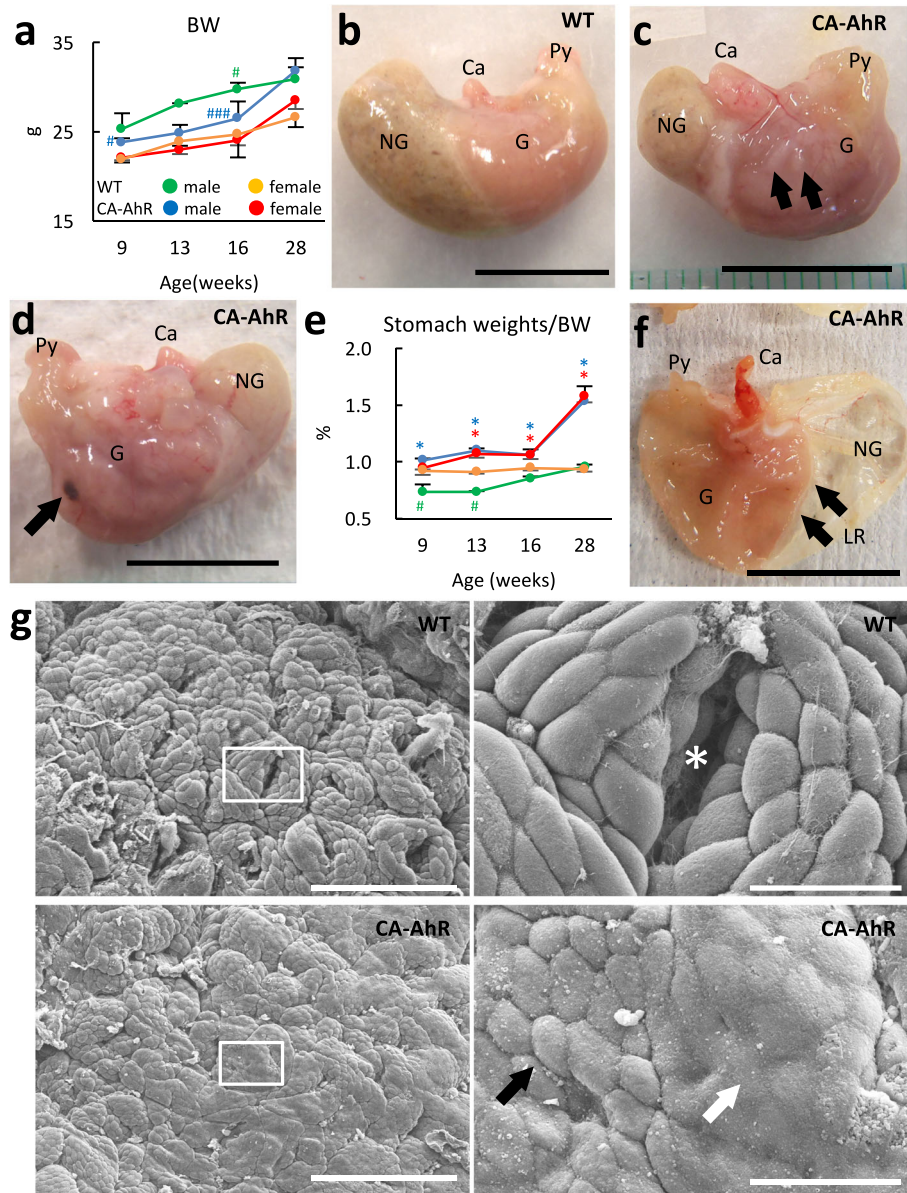 a
BW
35
25
15
g
#
###
#
WT male female
CA-AhR male female
9 13 16 28
Age(weeks)
b
WT
Ca
Py
NG
G
c
CA-AhR
Ca
Py
NG
G
d
CA-AhR
Py
Ca
NG
G
e
Stomach weights/BW
2.0
1.5
1.0
0.5
%
* * * *
* * *
# #
9 13 16 28
Age (weeks)
f
CA-AhR
Py
Ca
NG
G
LR
g
WT
WT
*
CA-AhR
CA-AhR